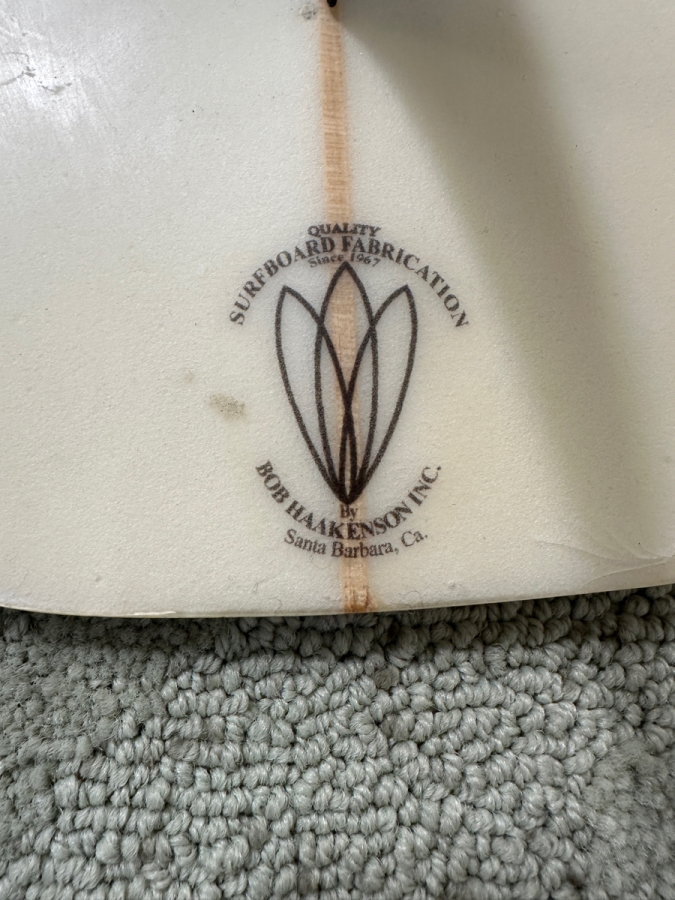 QUALITY
SURFBOARD FABRICATION
Since 1967
By
BOB HAAKENSON INC.
Santa Barbara, Ca.